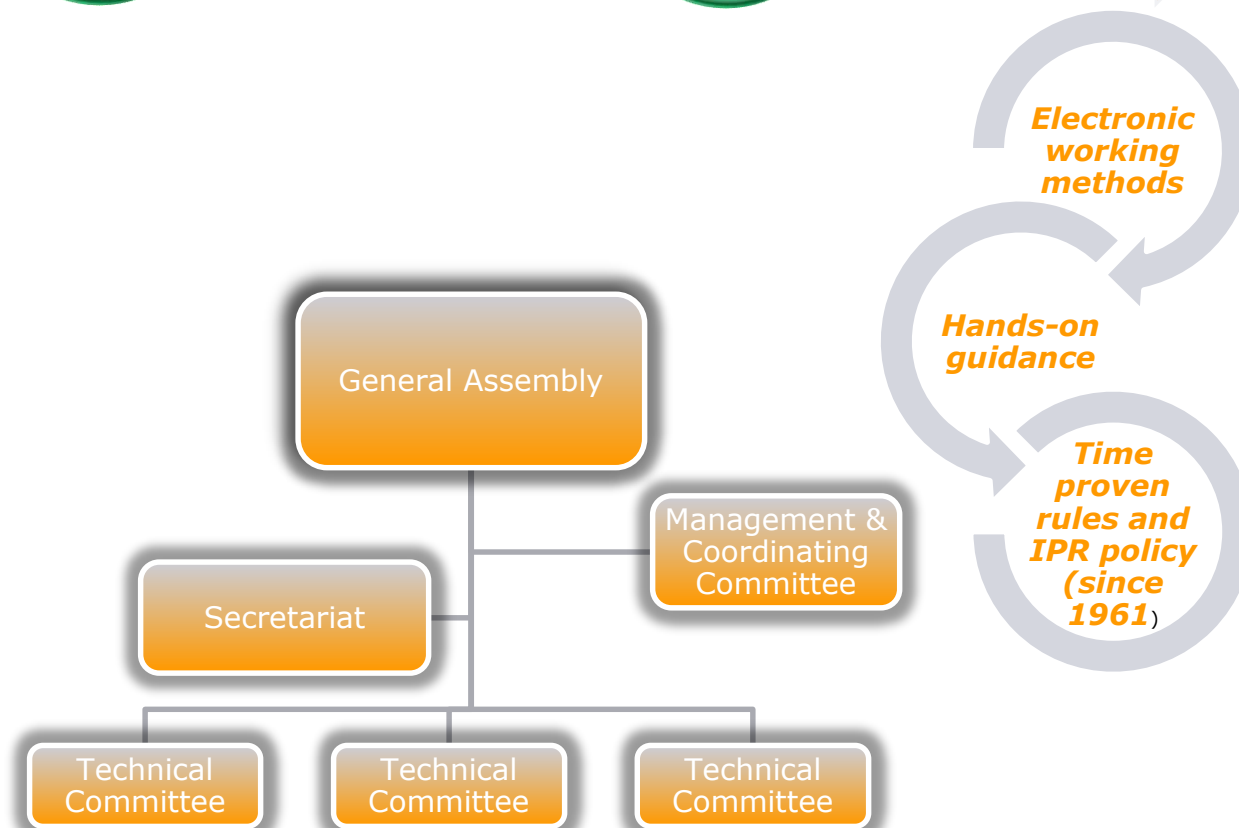 Electronic
working
methods
Hands-on
guidance
Time
proven
rules and
IPR policy
(since
1961)
General Assembly
Management &
Coordinating
Committee
Secretariat
Technical
Committee
Technical
Committee
Technical
Committee